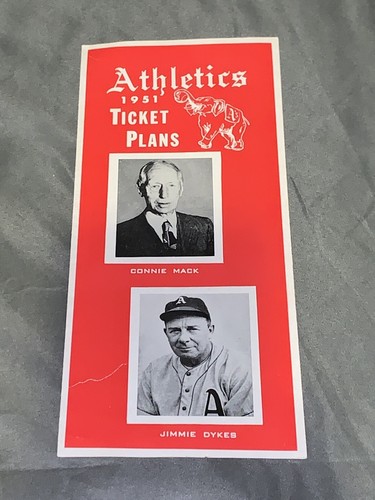 Athletics
1951
TICKET
PLANS
A
CONNIE MACK
A
A
JIMMIE DYKES